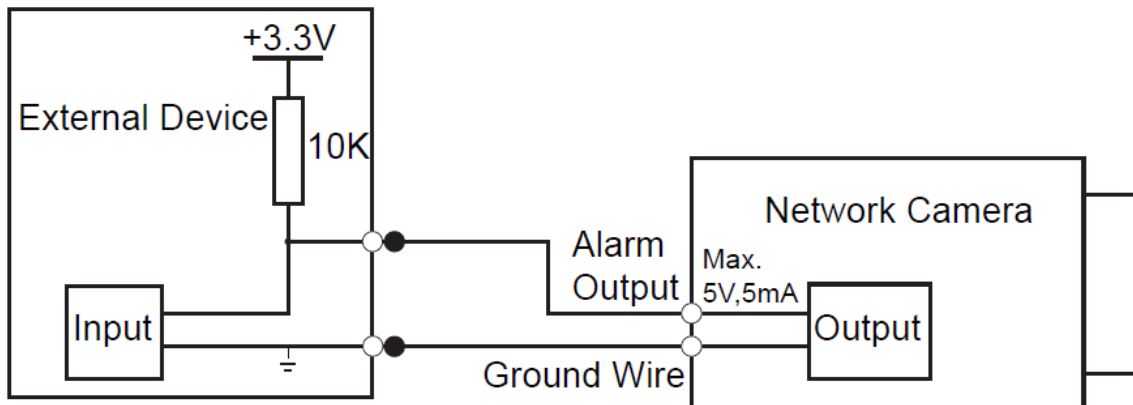 +3.3V
External Device
10K
Input
Alarm
Output
Ground Wire
Network Camera
Max.
5V,5mA
Output